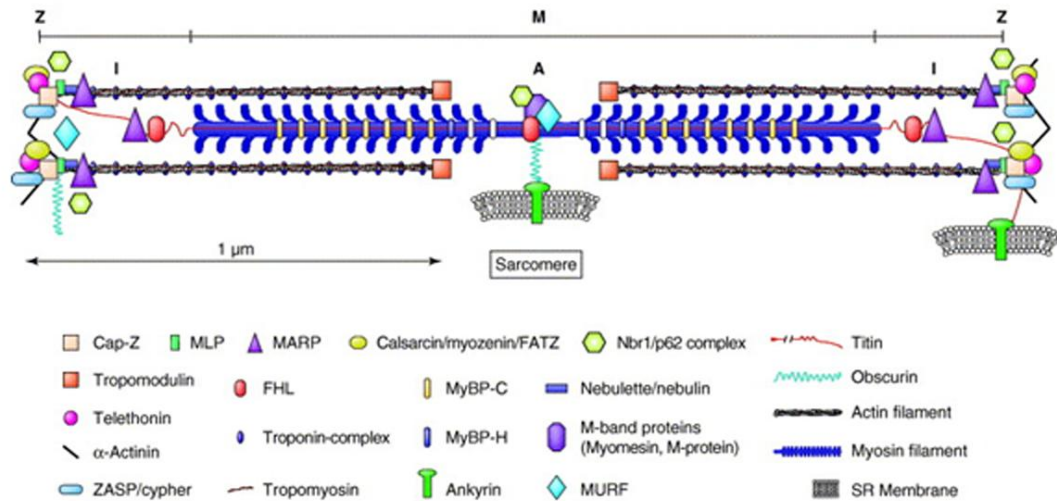 Z M Z
I A I
1 µm
Sarcomere
Cap-Z MLP MARP Calsarcin/myozenin/FATZ Nbr1/p62 complex Titin
Tropomodulin FHL MyBP-C Nebulette/nebulin Obscurin
Telethonin Troponin-complex MyBP-H M-band proteins Actin filament
(Myomesin, M-protein)
α-Actinin Myosin filament
ZASP/cypher Tropomyosin Ankyrin MURF SR Membrane